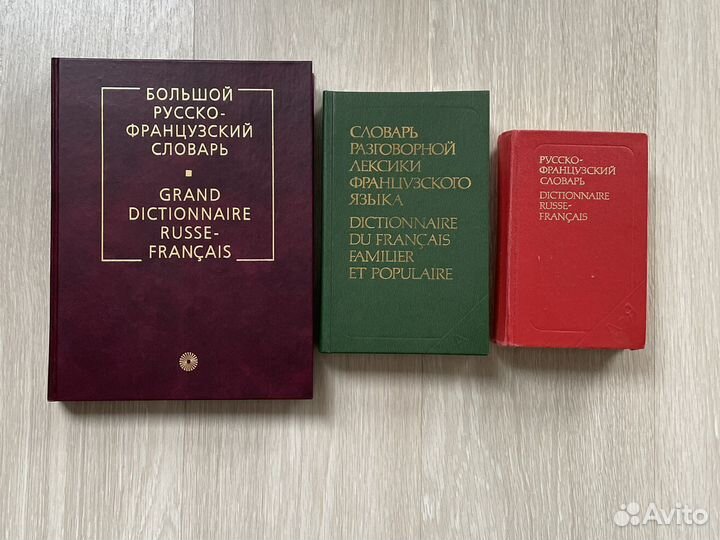 БОЛЬШОЙ
РУССКО-
ФРАНЦУЗСКИЙ
СЛОВАРЬ
GRAND
DICTIONNAIRE
RUSSE-
FRANÇAIS
СЛОВАРЬ
РАЗГОВОРНОЙ
ЛЕКСИКИ
ФРАНЦУЗСКОГО
ЯЗЫКА
DICTIONNAIRE
DU FRANÇAIS
FAMILIER
ET POPULAIRE
РУССКО-
ФРАНЦУЗСКИЙ
СЛОВАРЬ
DICTIONNAIRE
RUSSE-
FRANÇAIS
А-Я
Avito